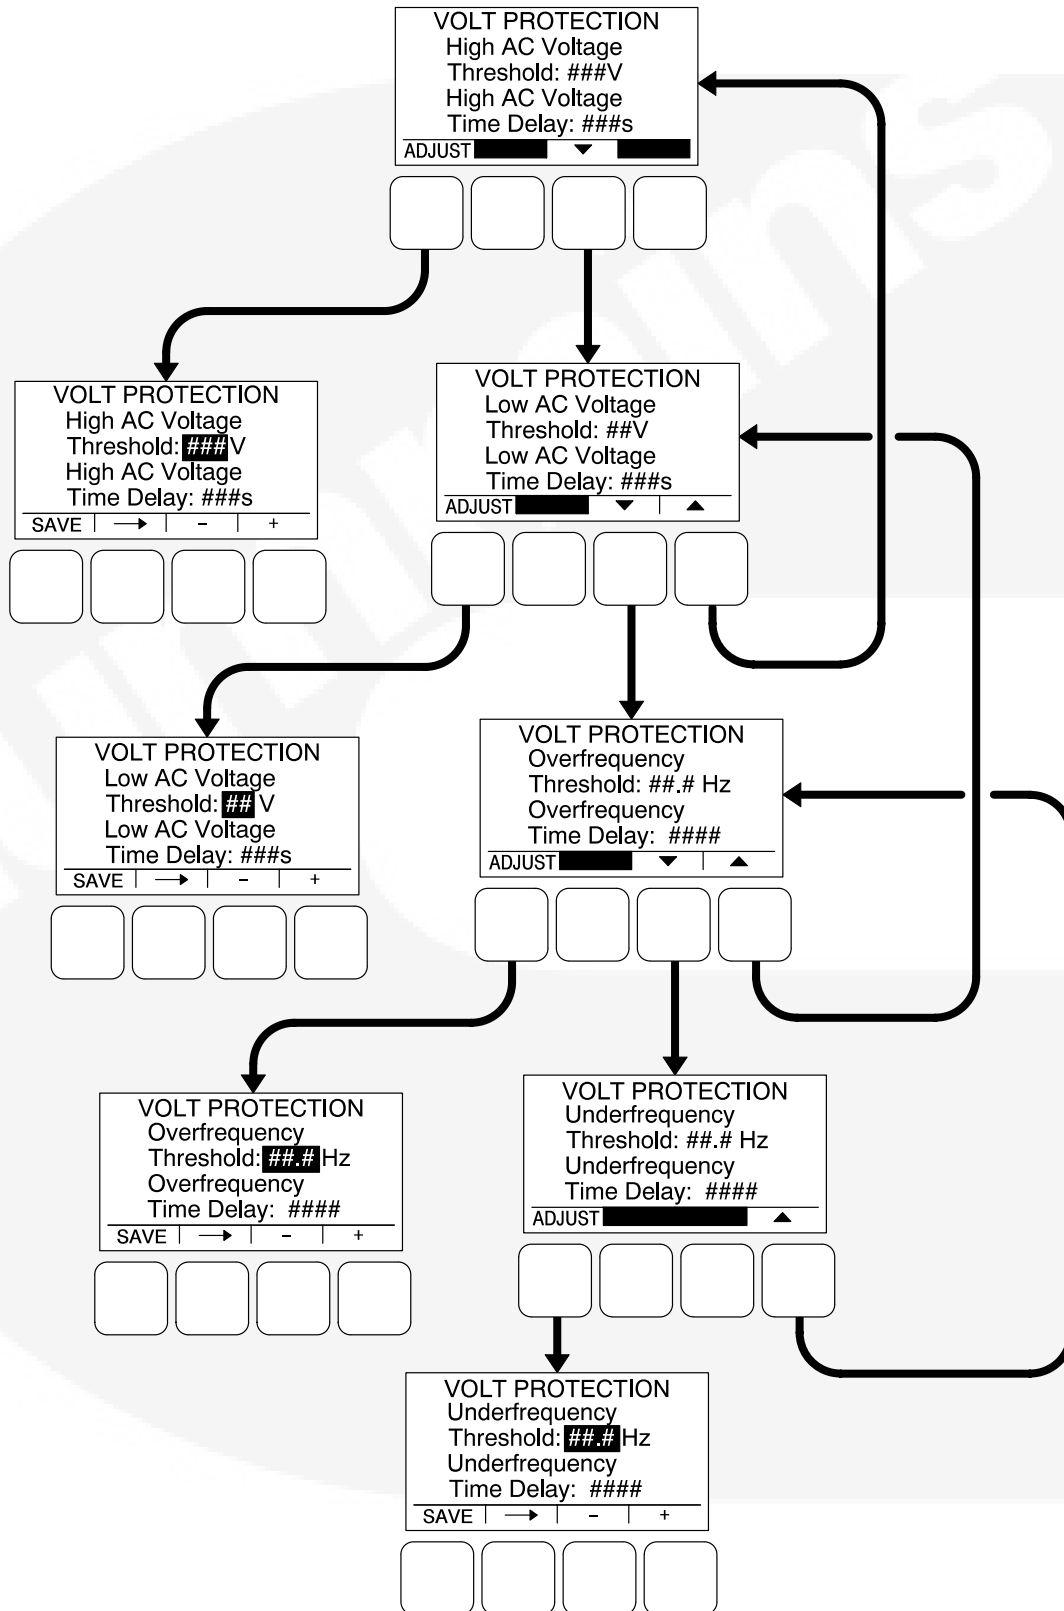 VOLT PROTECTION
High AC Voltage
Threshold: ###V
High AC Voltage
Time Delay: ###s
ADJUST
VOLT PROTECTION
High AC Voltage
Threshold: ### V
High AC Voltage
Time Delay: ###s
SAVE | → | - | +
VOLT PROTECTION
Low AC Voltage
Threshold: ##V
Low AC Voltage
Time Delay: ###s
ADJUST
VOLT PROTECTION
Low AC Voltage
Threshold: ## V
Low AC Voltage
Time Delay: ###s
SAVE | → | - | +
VOLT PROTECTION
Overfrequency
Threshold: ##.# Hz
Overfrequency
Time Delay: ####
ADJUST
VOLT PROTECTION
Overfrequency
Threshold: ##.# Hz
Overfrequency
Time Delay: ####
SAVE | → | - | +
VOLT PROTECTION
Underfrequency
Threshold: ##.# Hz
Underfrequency
Time Delay: ####
ADJUST
VOLT PROTECTION
Underfrequency
Threshold: ##.# Hz
Underfrequency
Time Delay: ####
SAVE | → | - | +